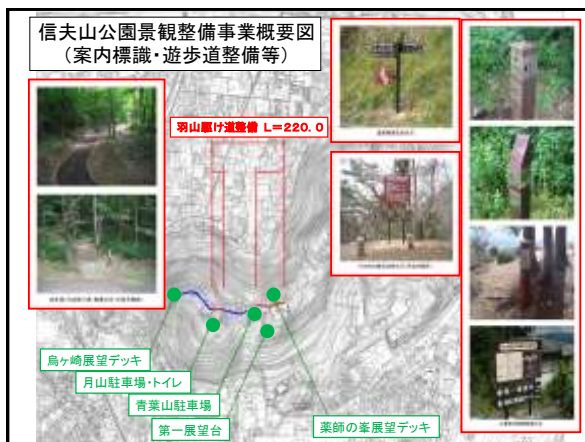 信夫山公園景観整備事業概要図
（案内標識・遊歩道整備等）
羽山駆け道整備 L=220.0
烏ヶ崎展望デッキ
月山駐車場・トイレ
青葉山駐車場
第一展望台
薬師の峯展望デッキ